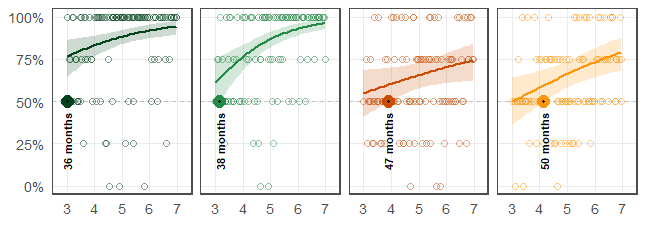 100%
75%
50%
25%
0%
36 months
38 months
47 months
50 months
3 4 5 6 7 3 4 5 6 7 3 4 5 6 7 3 4 5 6 7